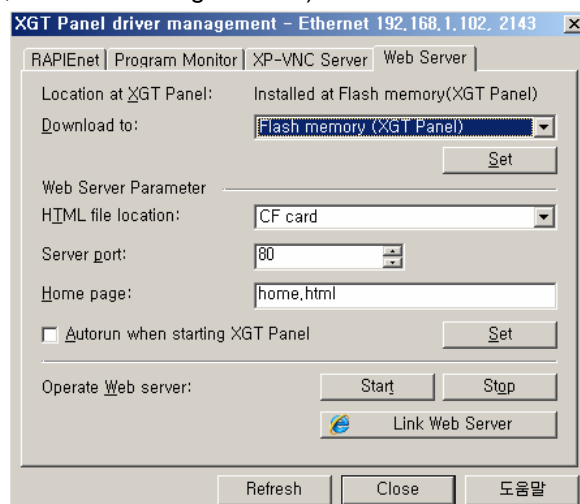 XGT Panel driver management - Ethernet 192,168,1,102, 2143
RAPIEnet Program Monitor XP-VNC Server Web Server
Location at XGT Panel: Installed at Flash memory(XGT Panel)
Download to: Flash memory (XGT Panel)
Set
Web Server Parameter
HTML file location: CF card
Server port: 80
Home page: home,html
Autorun when starting XGT Panel Set
Operate Web server: Start Stop
Link Web Server
Refresh Close 도움말